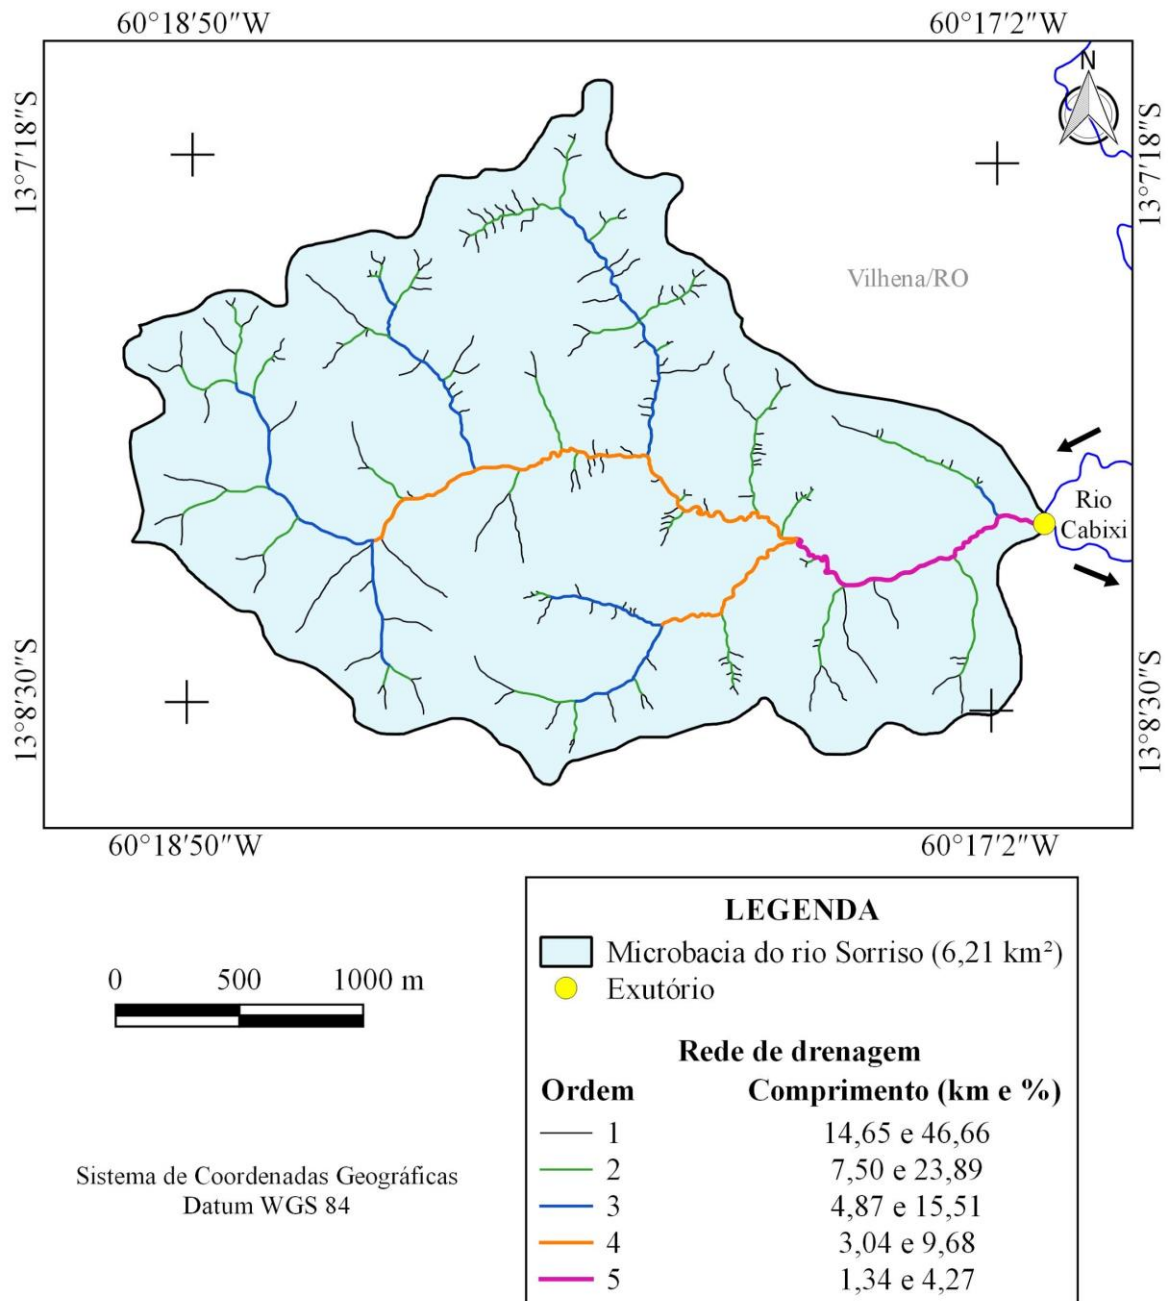 60°18′50″W 60°17′2″W
N
13°7′18″S 13°7′18″S
Vilhena/RO
Rio
Cabixi
13°8′30″S 13°8′30″S
60°18′50″W 60°17′2″W
LEGENDA
Microbacia do rio Sorriso (6,21 km²)
Exutório
0 500 1000 m
Rede de drenagem
Ordem Comprimento (km e %)
1 14,65 e 46,66
2 7,50 e 23,89
3 4,87 e 15,51
4 3,04 e 9,68
5 1,34 e 4,27
Sistema de Coordenadas Geográficas
Datum WGS 84